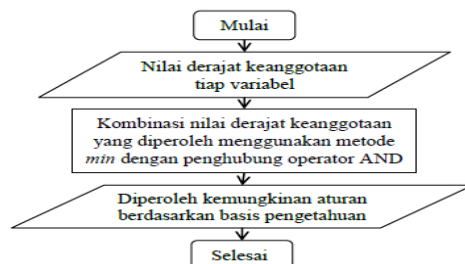 Mulai
Nilai derajat keanggotaan
tiap variabel
Kombinasi nilai derajat keanggotaan
yang diperoleh menggunakan metode
min dengan penghubung operator AND
Diperoleh kemungkinan aturan
berdasarkan basis pengetahuan
Selesai